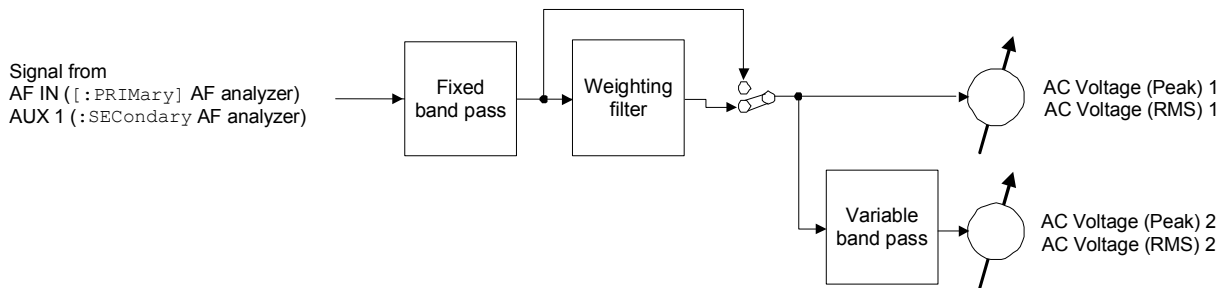 Signal from
AF IN ([:PRIMary] AF analyzer)
AUX 1 (:SECondary AF analyzer)
Fixed
band pass
Weighting
filter
AC Voltage (Peak) 1
AC Voltage (RMS) 1
Variable
band pass
AC Voltage (Peak) 2
AC Voltage (RMS) 2